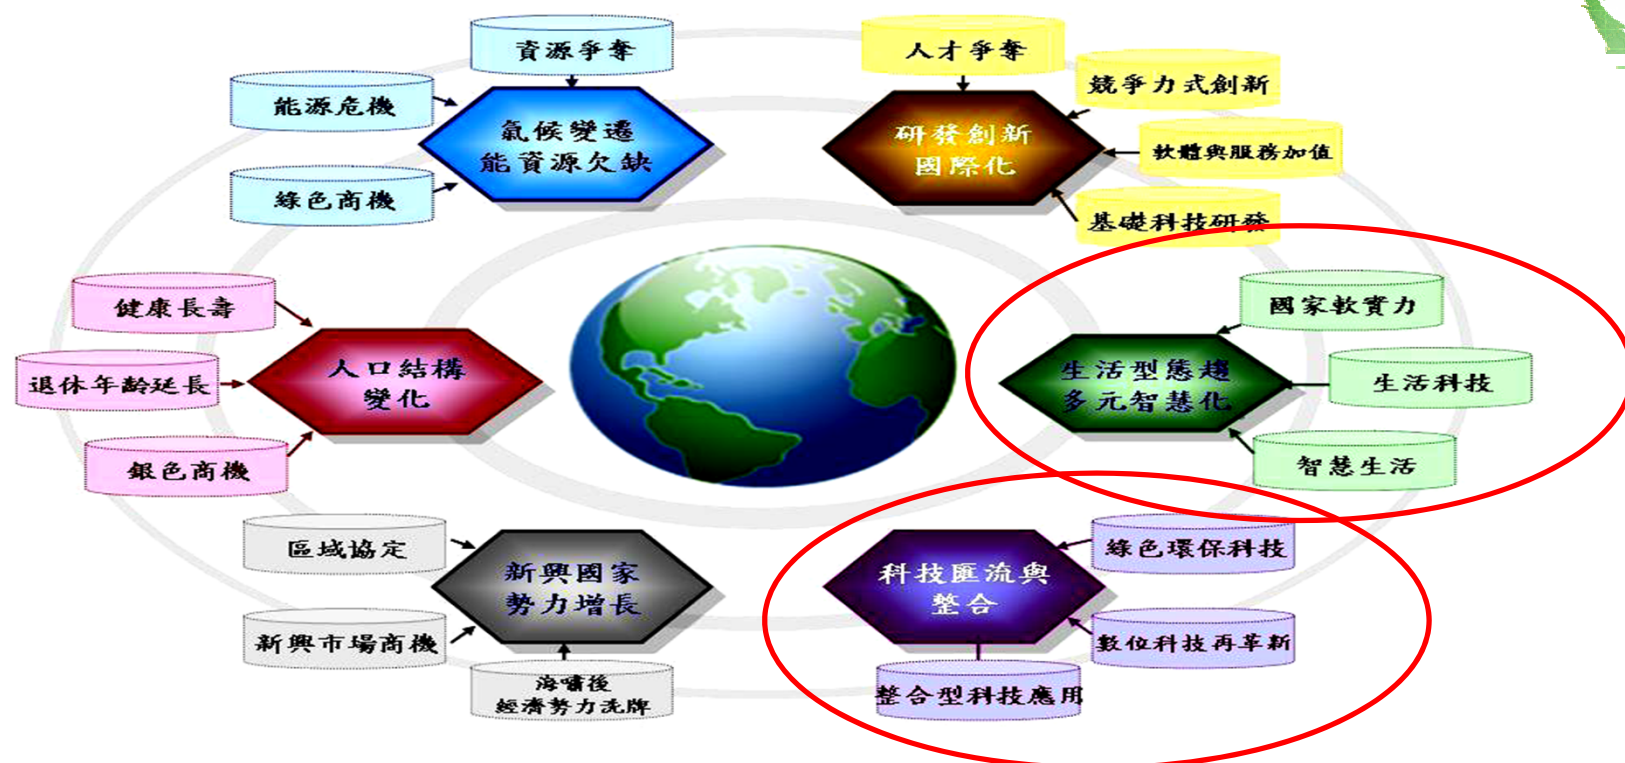 資源爭奪
能源危機
綠色商機
氣候變遷
能資源欠缺
人才爭奪
競爭力式創新
軟體與服務加值
基礎科技研發
研發創新
國際化
健康長壽
退休年齡延長
銀色商機
人口結構
變化
國家軟實力
生活科技
智慧生活
生活型態趨
多元智慧化
區域協定
新興市場商機
海嘯後
經濟勢力洗牌
新興國家
勢力增長
科技匯流與
整合
綠色環保科技
數位科技再革新
整合型科技應用